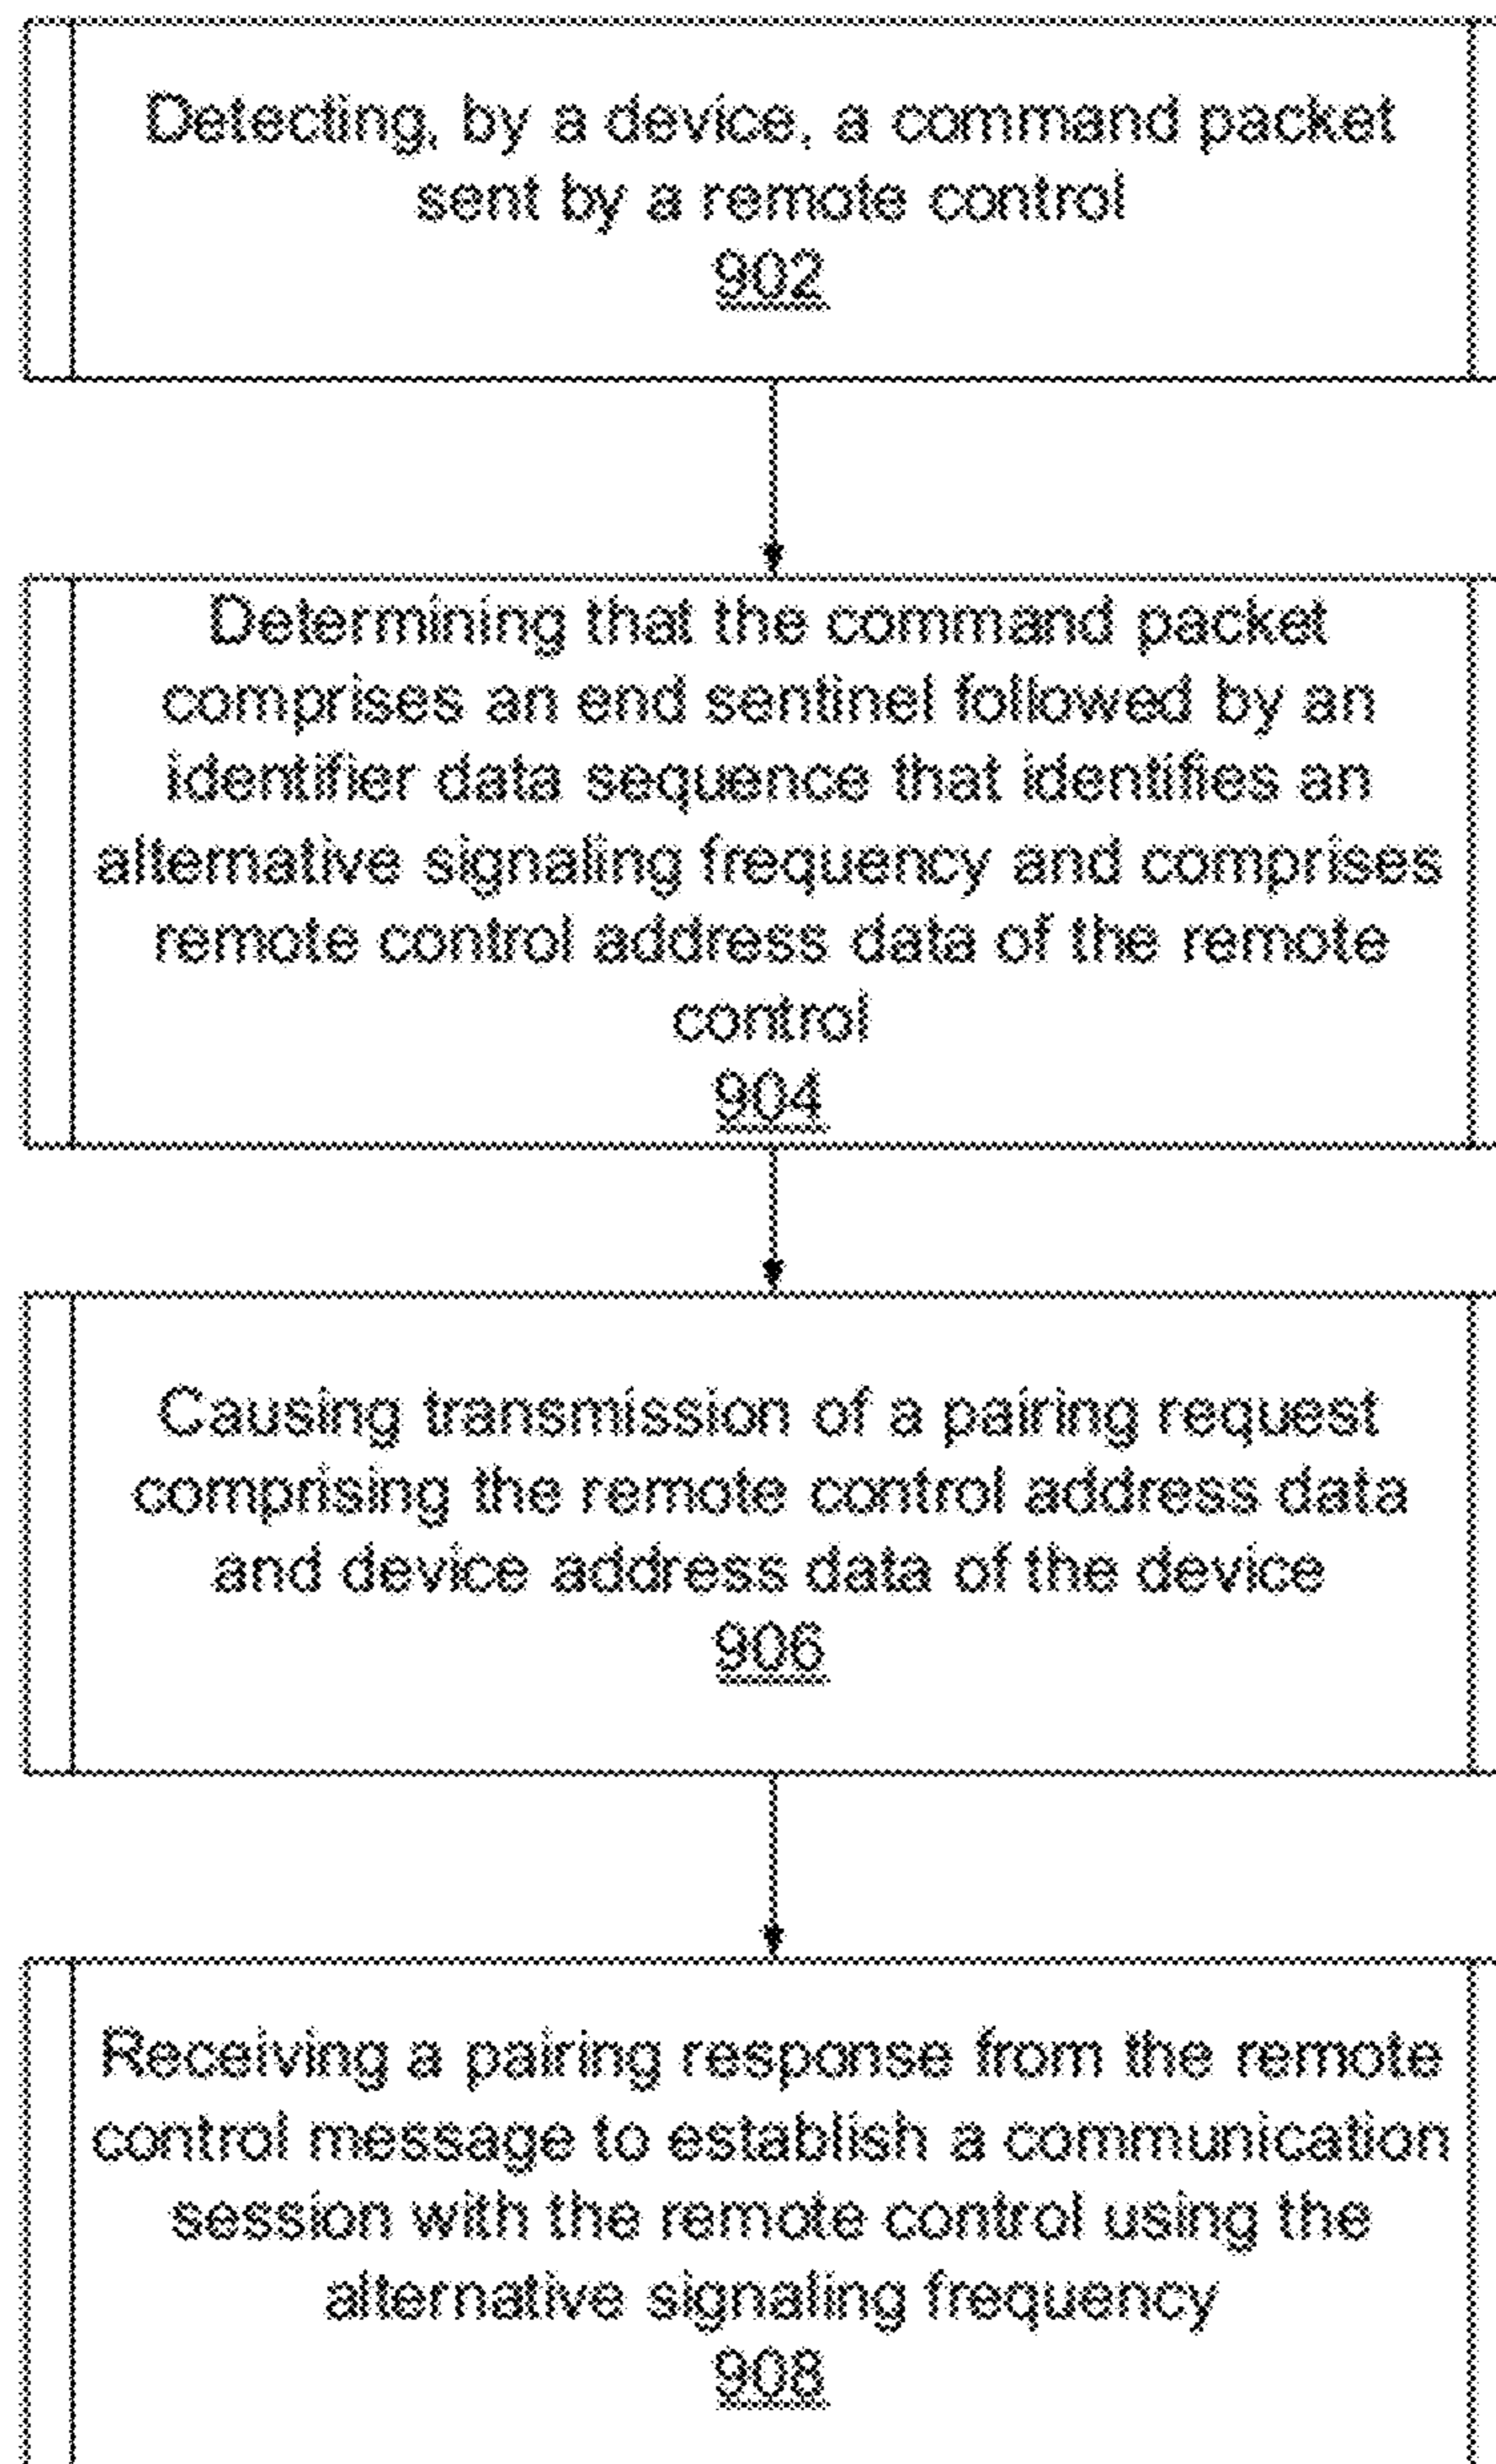 Detecting, by a device, a command packet
sent by a remote control
902
Determining that the command packet
comprises an end sentinel followed by an
identifier data sequence that identifies an
alternative signaling frequency and comprises
remote control address data of the remote
control
904
Causing transmission of a pairing request
comprising the remote control address data
and device address data of the device
906
Receiving a pairing response from the remote
control message to establish a communication
session with the remote control using the
alternative signaling frequency
908